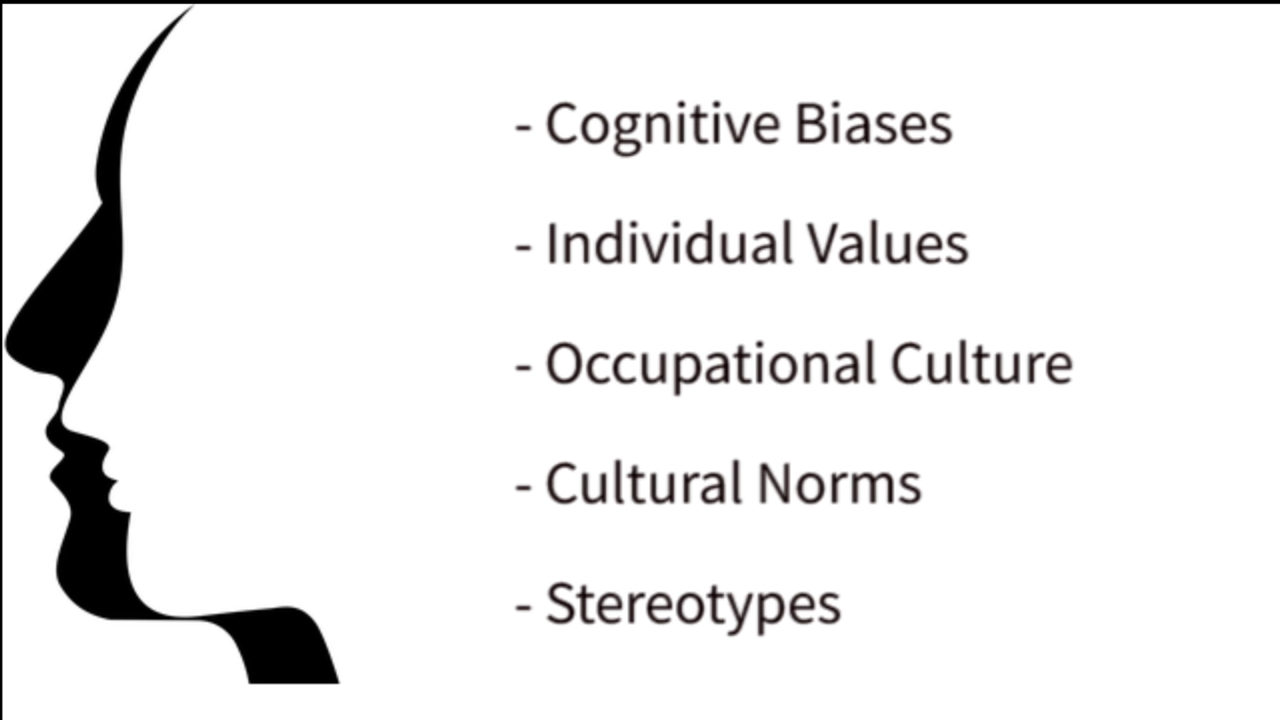 - Cognitive Biases
- Individual Values
- Occupational Culture
- Cultural Norms
- Stereotypes